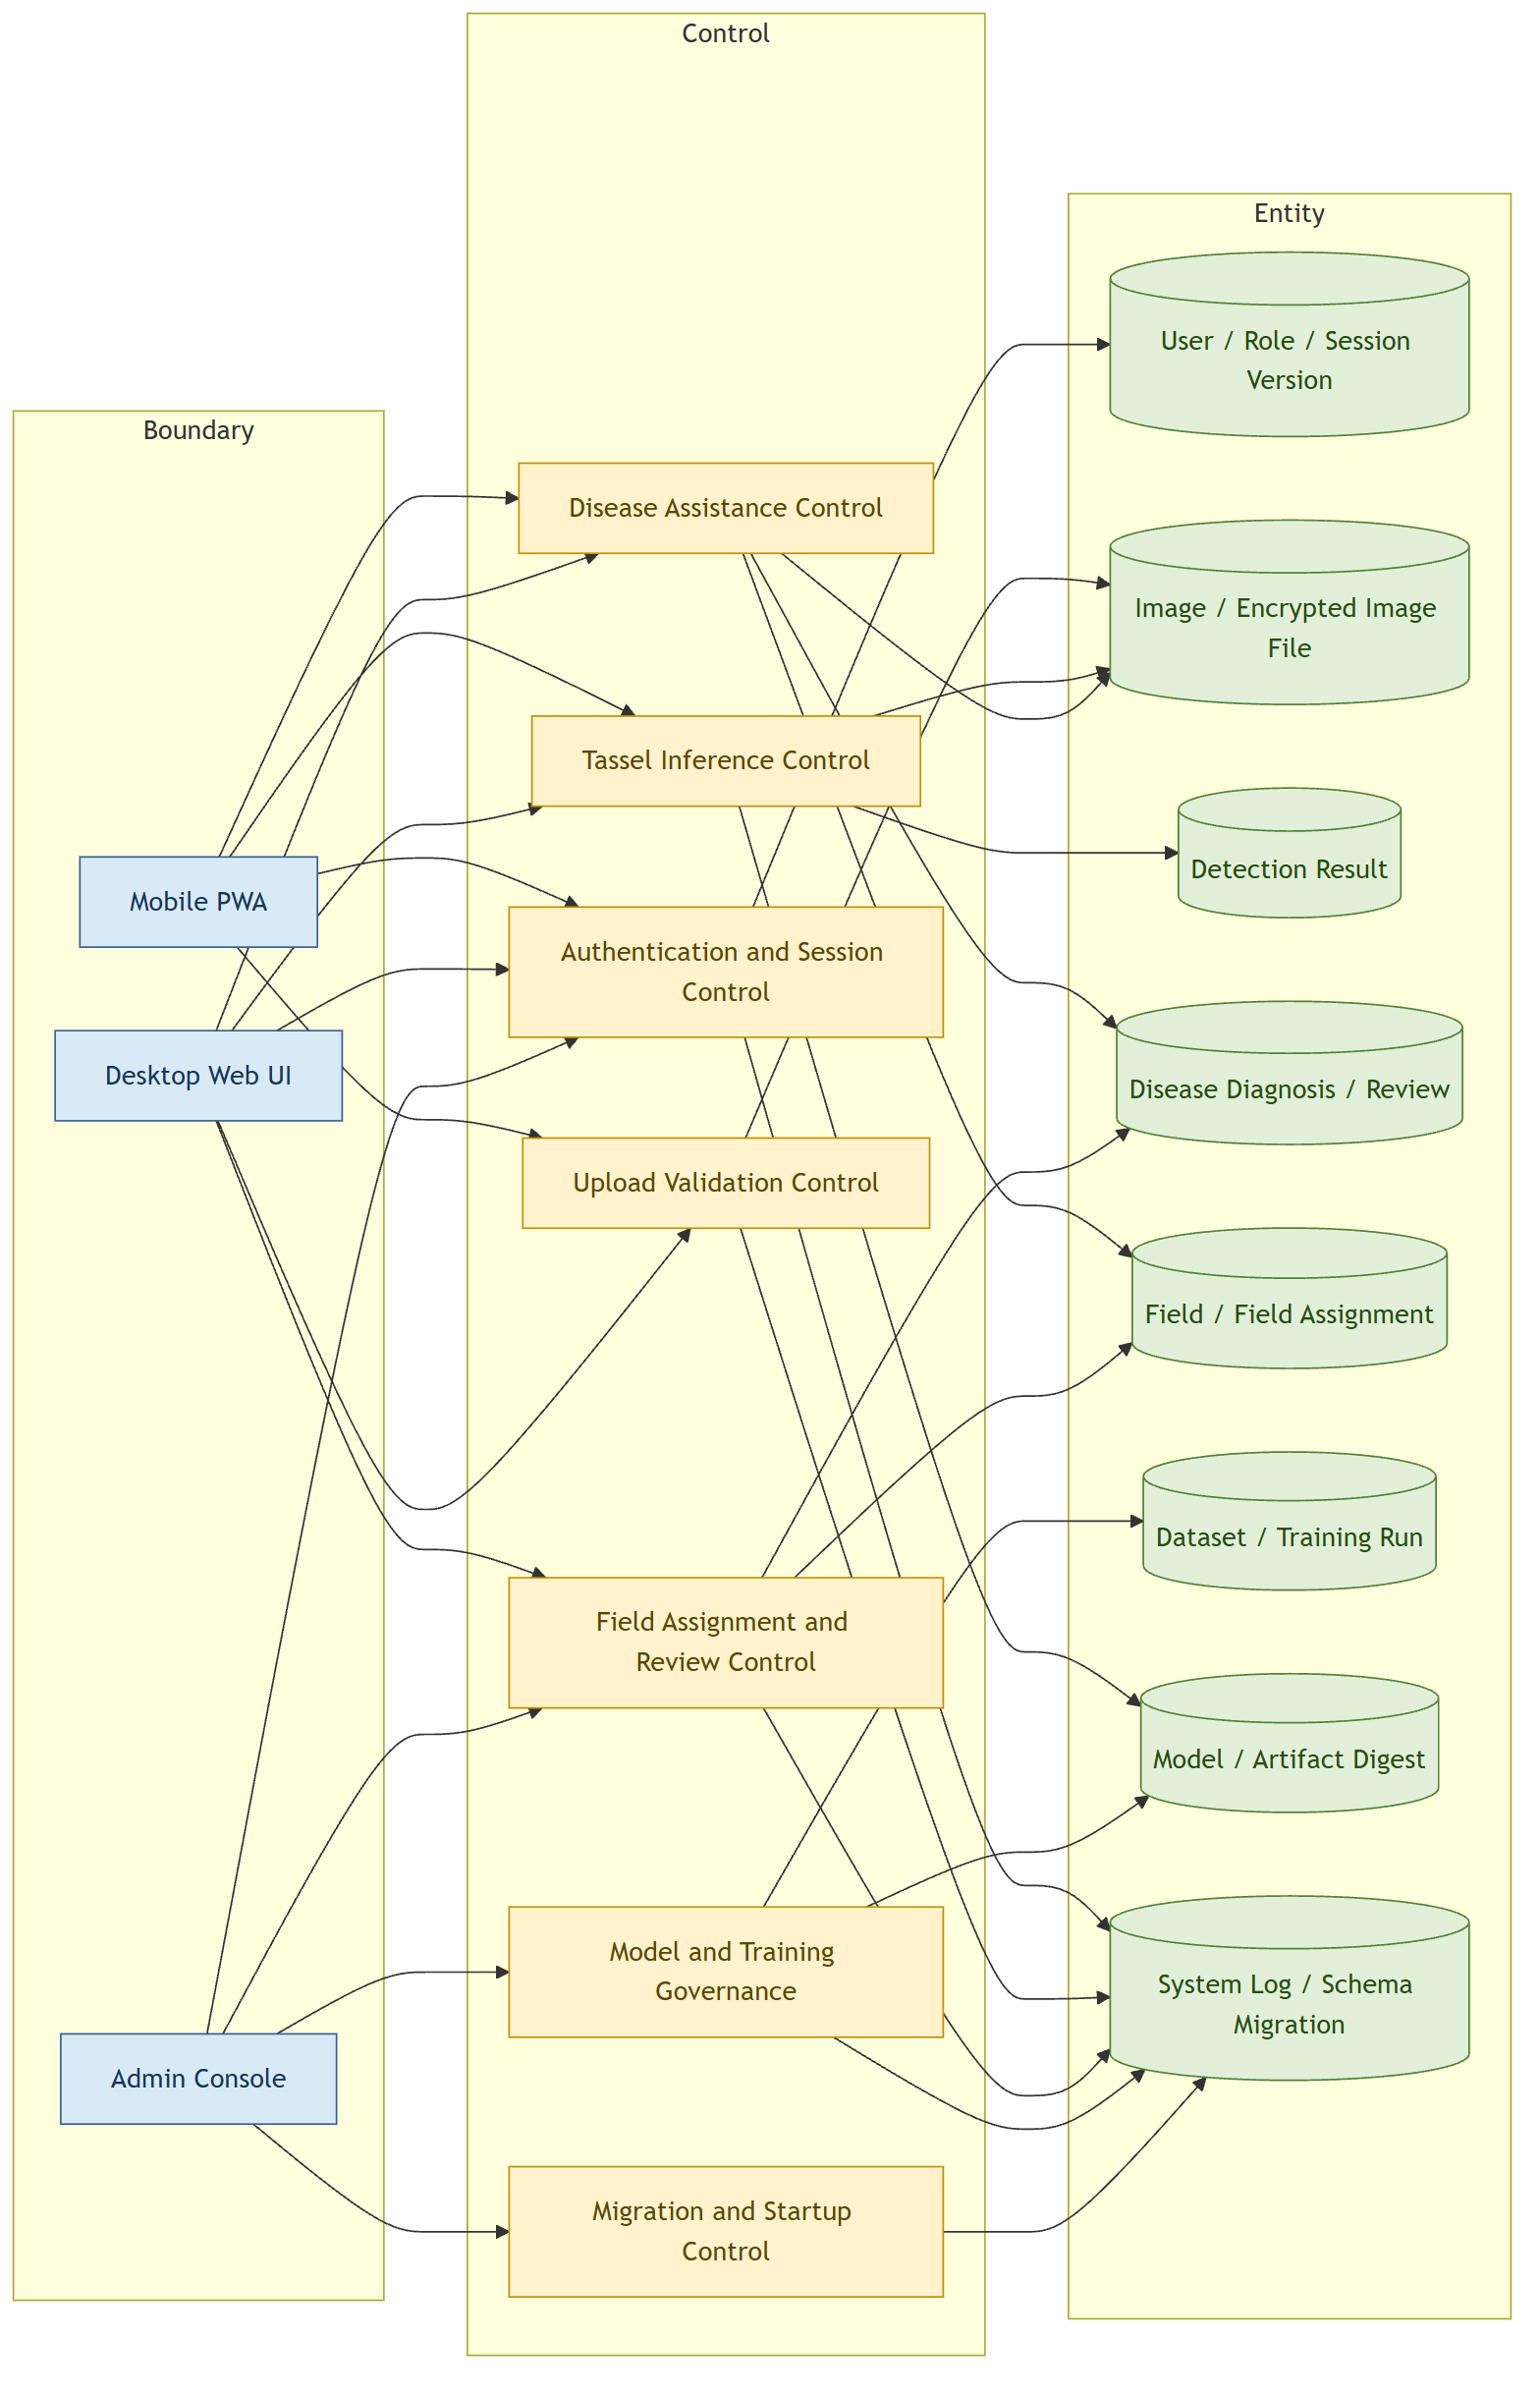 Control
Entity
Boundary
User / Role / Session
Version
Disease Assistance Control
Image / Encrypted Image
File
Tassel Inference Control
Detection Result
Mobile PWA
Authentication and Session
Control
Desktop Web UI
Disease Diagnosis / Review
Upload Validation Control
Field / Field Assignment
Dataset / Training Run
Field Assignment and
Review Control
Model / Artifact Digest
Model and Training
Governance
System Log / Schema
Migration
Admin Console
Migration and Startup
Control